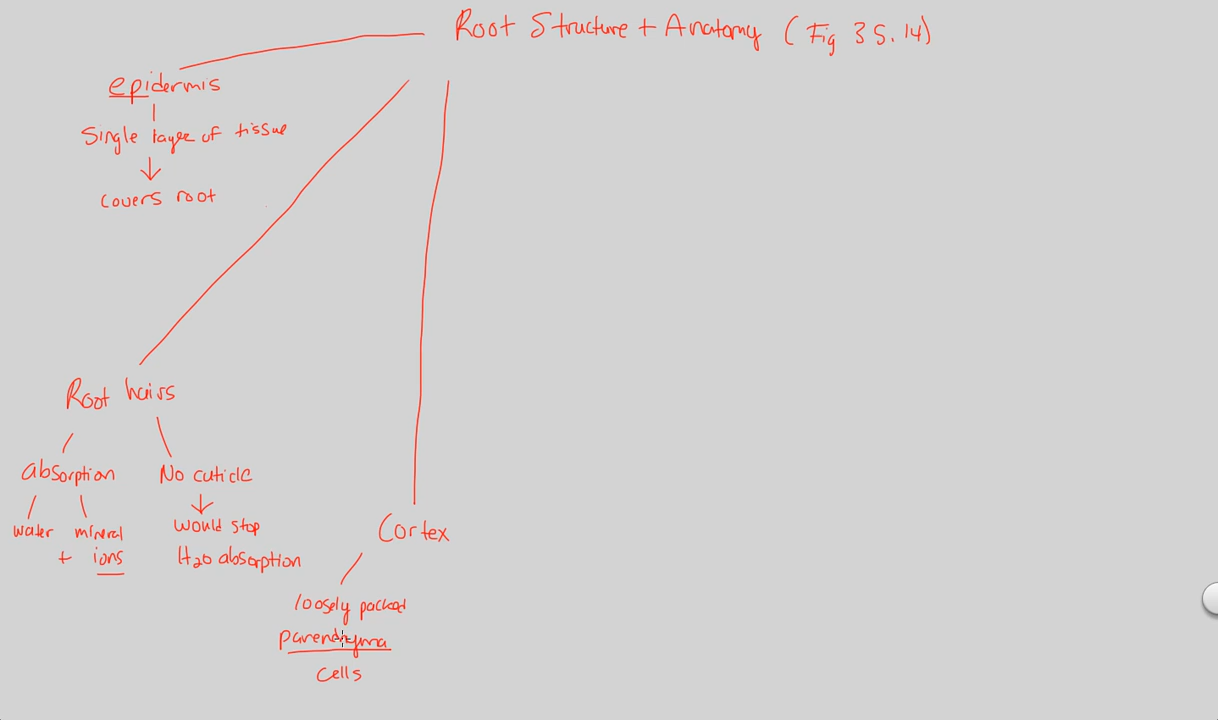 Root Structure + Anatomy (Fig 35.14)
epidermis
Single layer of tissue
covers root
Root hairs
absorption
water mineral
+ ions
No cuticle
would stop
H2O absorption
Cortex
loosely packed
parenchyma
cells